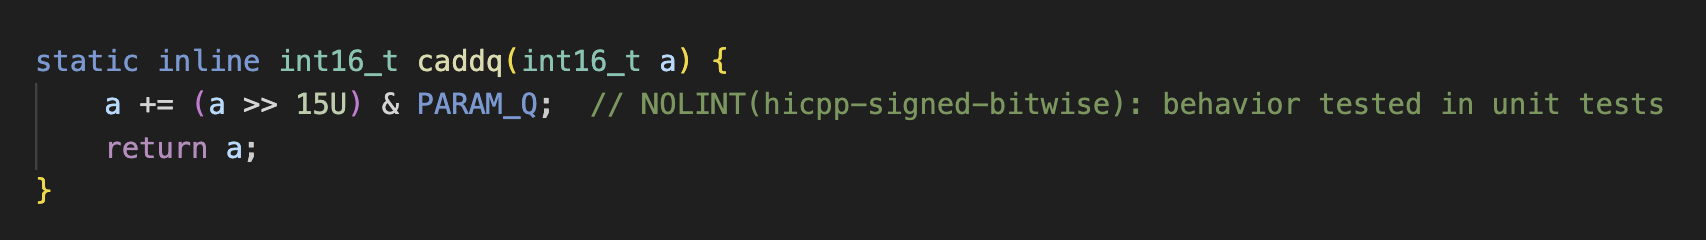 static inline int16_t caddq(int16_t a) {
    a += (a >> 15U) & PARAM_Q;  // NOLINT(hicpp-signed-bitwise): behavior tested in unit tests
    return a;
}